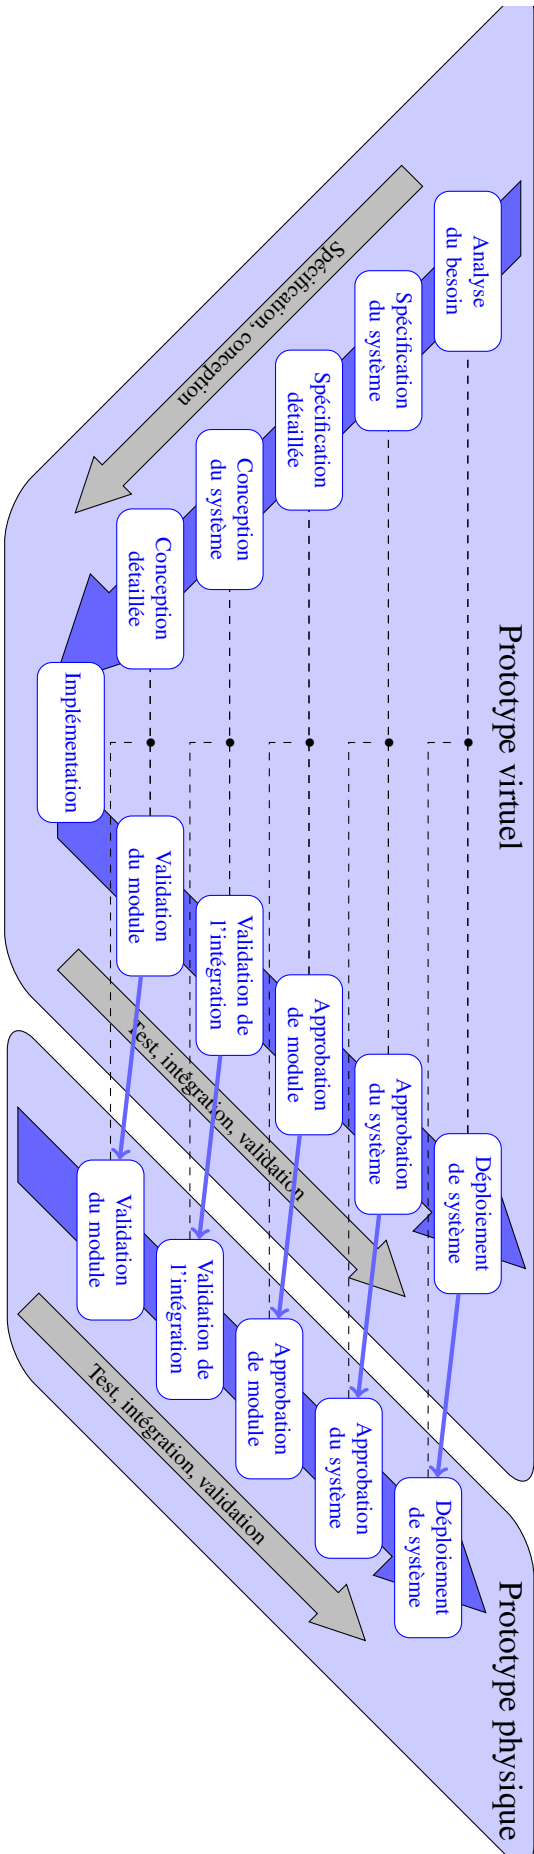 Prototype virtuel
Prototype physique
Analyse
du besoin
Spécification
du système
Spécification
détaillée
Conception
du système
Conception
détaillée
Implémentation
Validation
du module
Validation de
l'intégration
Approbation
de module
Approbation
du système
Déploiement
de système
Spécification, conception
Test, intégration, validation
Validation
du module
Validation de
l'intégration
Approbation
de module
Approbation
du système
Déploiement
de système
Test, intégration, validation